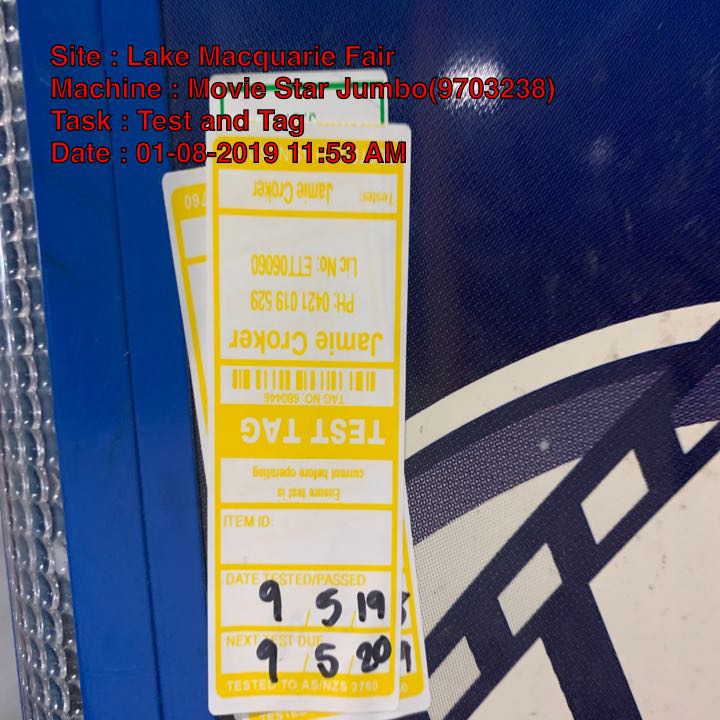 Site : Lake Macquarie Fair
Machine : Movie Star Jumbo(9703238)
Task : Test and Tag
Date : 01-08-2019 11:53 AM
760
Tester: Jamie Croker
Lic No: ETT06060
PH: 0421 019 529
Jamie Croker
TAG NO: 680446
TEST TAG
Ensure test is
current before operating
ITEM ID:
DATE TESTED/PASSED
9 / 5 / 19
NEXT TEST DUE
9 / 5 / 20
TESTED TO AS/NZS 3760